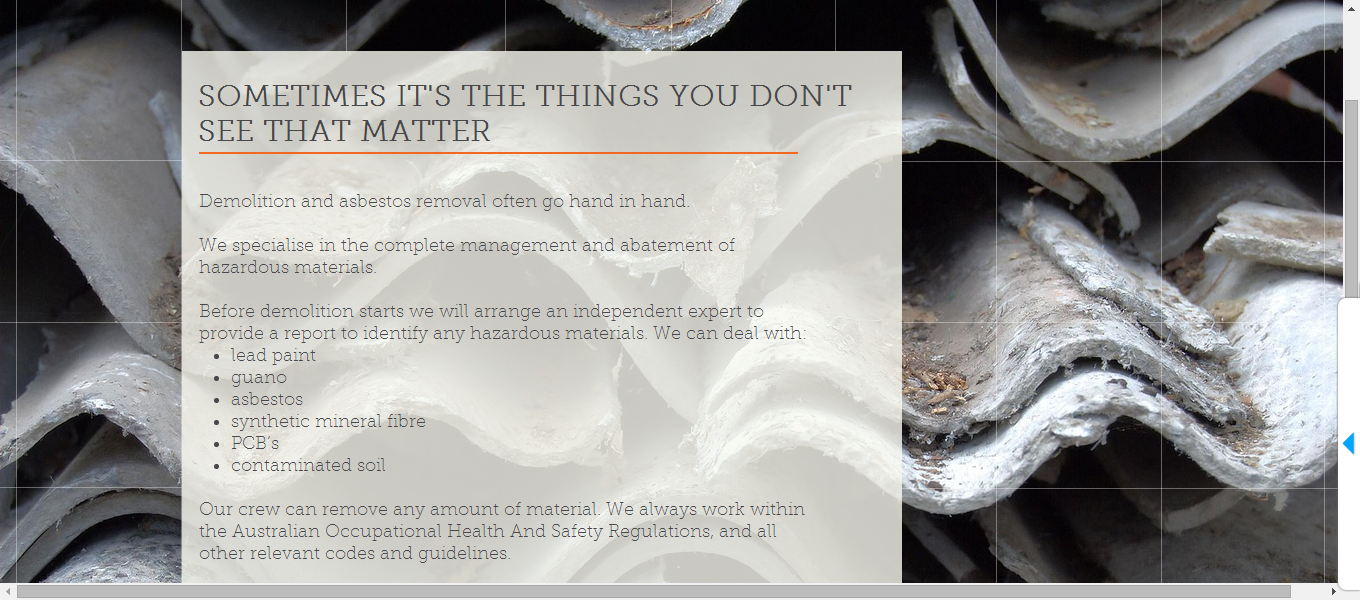 SOMETIMES IT'S THE THINGS YOU DON'T
SEE THAT MATTER
Demolition and asbestos removal often go hand in hand.
We specialise in the complete management and abatement of
hazardous materials.
Before demolition starts we will arrange an independent expert to
provide a report to identify any hazardous materials. We can deal with:
• lead paint
• guano
• asbestos
• synthetic mineral fibre
• PCB's
• contaminated soil
Our crew can remove any amount of material. We always work within
the Australian Occupational Health And Safety Regulations, and all
other relevant codes and guidelines.